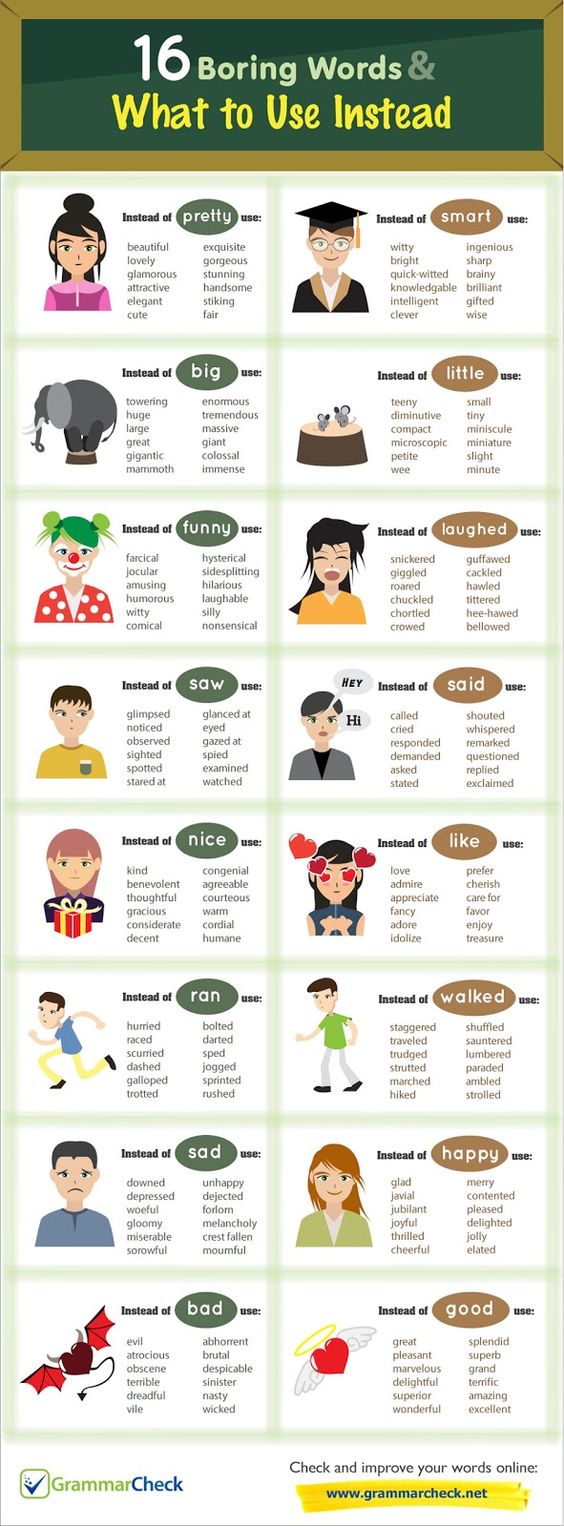 16 Boring Words &
What to Use Instead
Instead of pretty use:
beautiful exquisite
lovely gorgeous
glamorous stunning
attractive handsome
elegant stiking
cute fair
Instead of smart use:
witty ingenious
bright sharp
quick-witted brainy
knowledgable brilliant
intelligent gifted
clever wise
Instead of big use:
towering enormous
huge tremendous
large massive
great giant
gigantic colossal
mammoth immense
Instead of little use:
teeny small
diminutive tiny
compact miniscule
microscopic miniature
petite slight
wee minute
Instead of funny use:
farcical hysterical
jocular sidesplitting
amusing hilarious
humorous laughable
witty silly
comical nonsensical
Instead of laughed use:
snickered guffawed
giggled cackled
roared hawled
chuckled tittered
chortled hee-hawed
crowed bellowed
Instead of saw use:
glimpsed glanced at
noticed eyed
observed gazed at
sighted spied
spotted examined
stared at watched
HEY
Hi
Instead of said use:
called shouted
cried whispered
responded remarked
demanded questioned
asked replied
stated exclaimed
Instead of nice use:
kind congenial
benevolent agreeable
thoughtful courteous
gracious warm
considerate cordial
decent humane
Instead of like use:
love prefer
admire cherish
appreciate care for
fancy favor
adore enjoy
idolize treasure
Instead of ran use:
hurried bolted
raced darted
scurried sped
dashed jogged
galloped sprinted
trotted rushed
Instead of walked use:
staggered shuffled
traveled sauntered
trudged lumbered
strutted paraded
marched ambled
hiked strolled
Instead of sad use:
downed unhappy
depressed dejected
woeful forlorn
gloomy melancholy
miserable crest fallen
sorowful mournful
Instead of happy use:
glad merry
javial contented
jubilant pleased
joyful delighted
thrilled jolly
cheerful elated
Instead of bad use:
evil abhorrent
atrocious brutal
obscene despicable
terrible sinister
dreadful nasty
vile wicked
Instead of good use:
great splendid
pleasant superb
marvelous grand
delightful terrific
superior amazing
wonderful excellent
GrammarCheck
Check and improve your words online:
www.grammarcheck.net